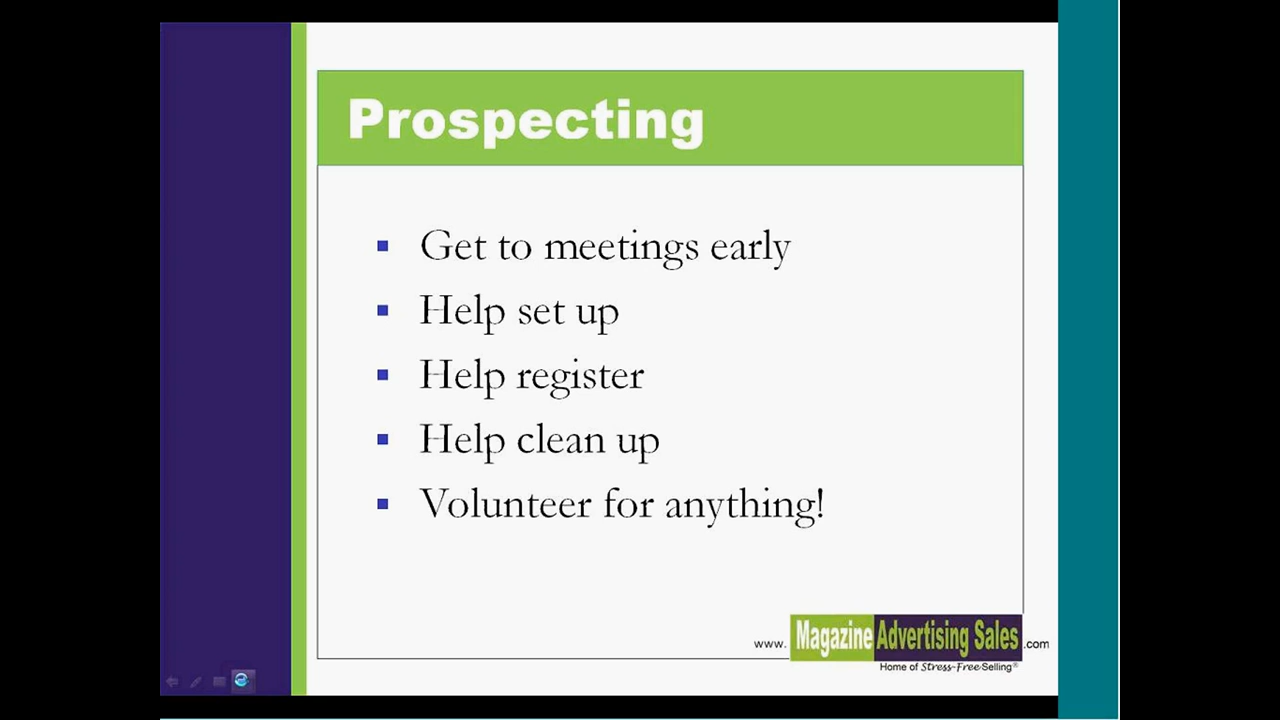 Prospecting
Get to meetings early
Help set up
Help register
Help clean up
Volunteer for anything!
www. Magazine Advertising Sales .com
Home of Stress-Free Selling®